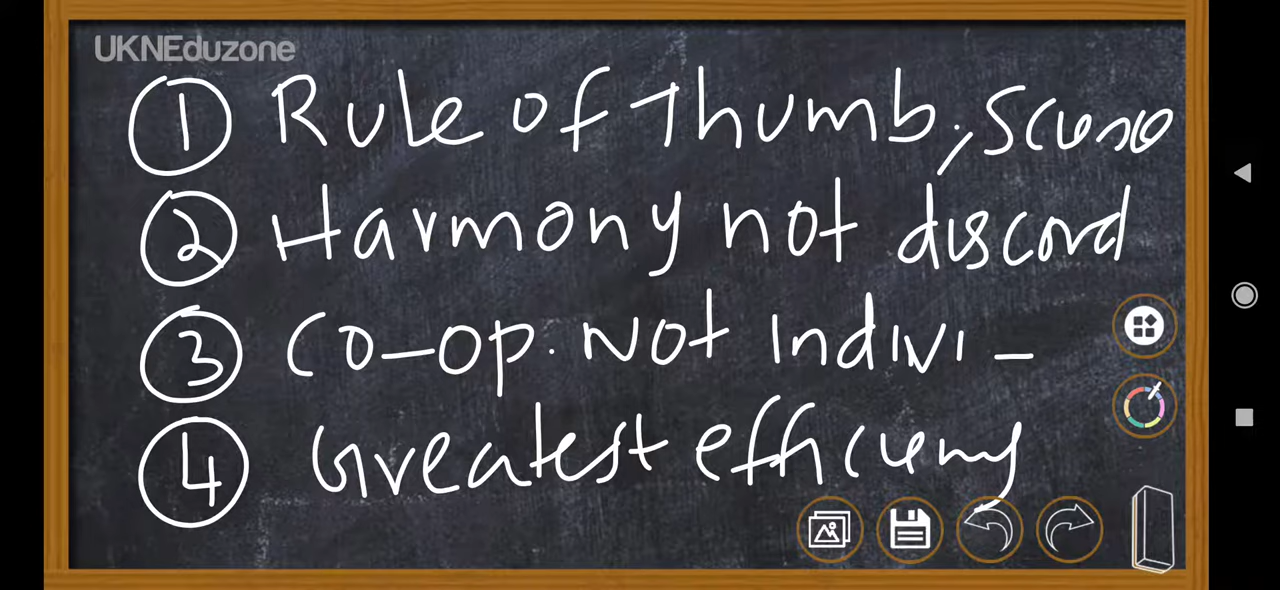 UKNEduzone
① Rule of Thumb; Science
② Harmony not discord
③ Co-op. Not Indivi -
④ Greatest efficiency